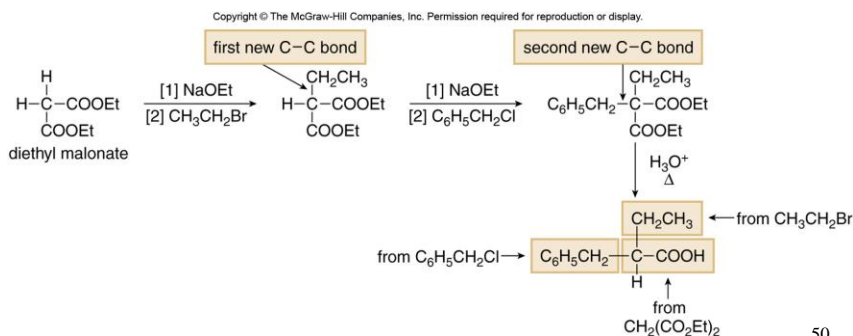 Copyright © The McGraw-Hill Companies, Inc. Permission required for reproduction or display.
first new C–C bond
second new C–C bond
H
H–C–COOEt
COOEt
diethyl malonate
[1] NaOEt
[2] CH₃CH₂Br
CH₂CH₃
H–C–COOEt
COOEt
[1] NaOEt
[2] C₆H₅CH₂Cl
CH₂CH₃
C₆H₅CH₂–C–COOEt
COOEt
H₃O⁺
Δ
CH₂CH₃
from CH₃CH₂Br
from C₆H₅CH₂Cl
C₆H₅CH₂–C–COOH
H
from
CH₂(CO₂Et)₂
50